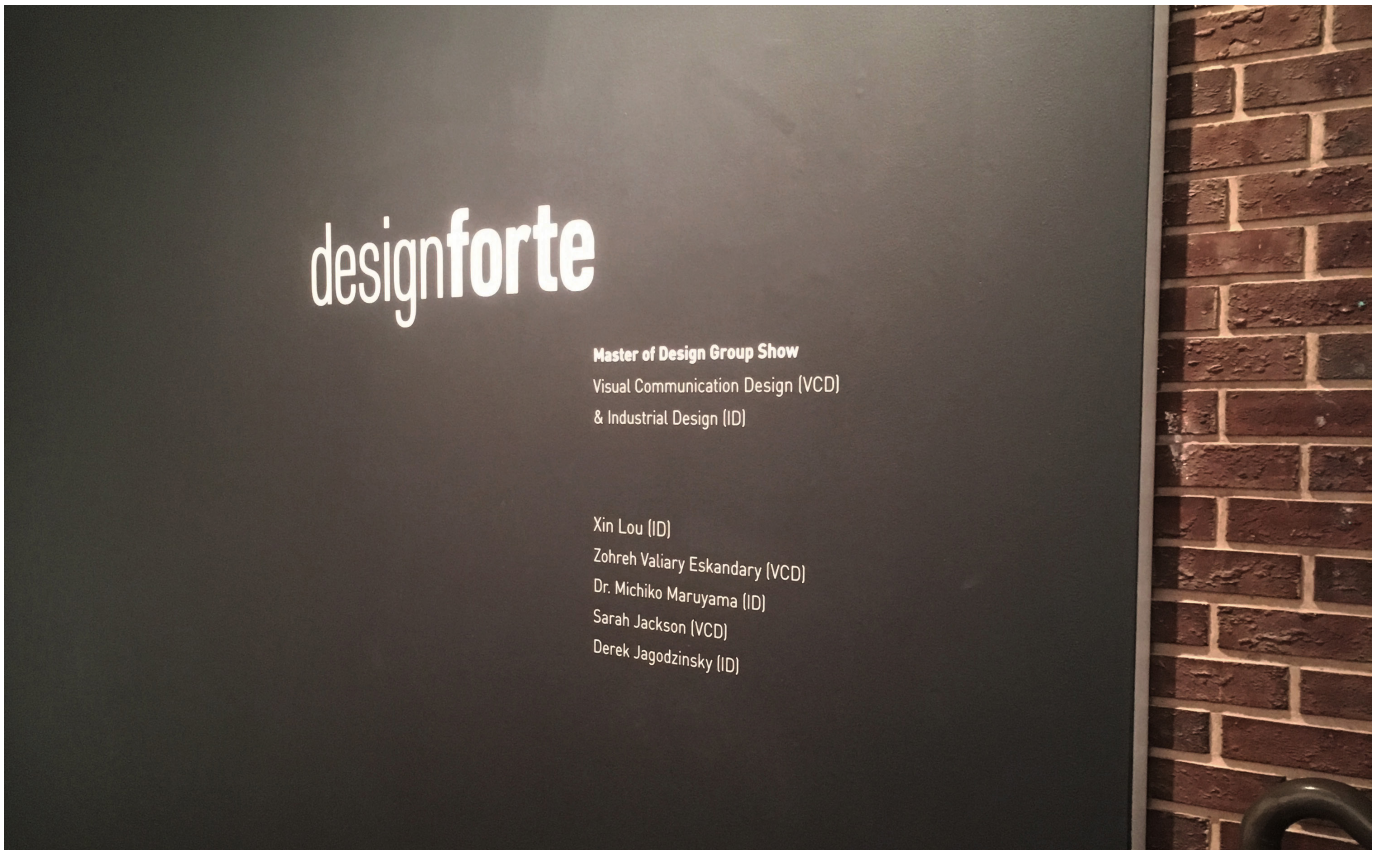 designforte
Master of Design Group Show
Visual Communication Design (VCD)
& Industrial Design (ID)
Xin Lou (ID)
Zohreh Valiary Eskandary (VCD)
Dr. Michiko Maruyama (ID)
Sarah Jackson (VCD)
Derek Jagodzinsky (ID)